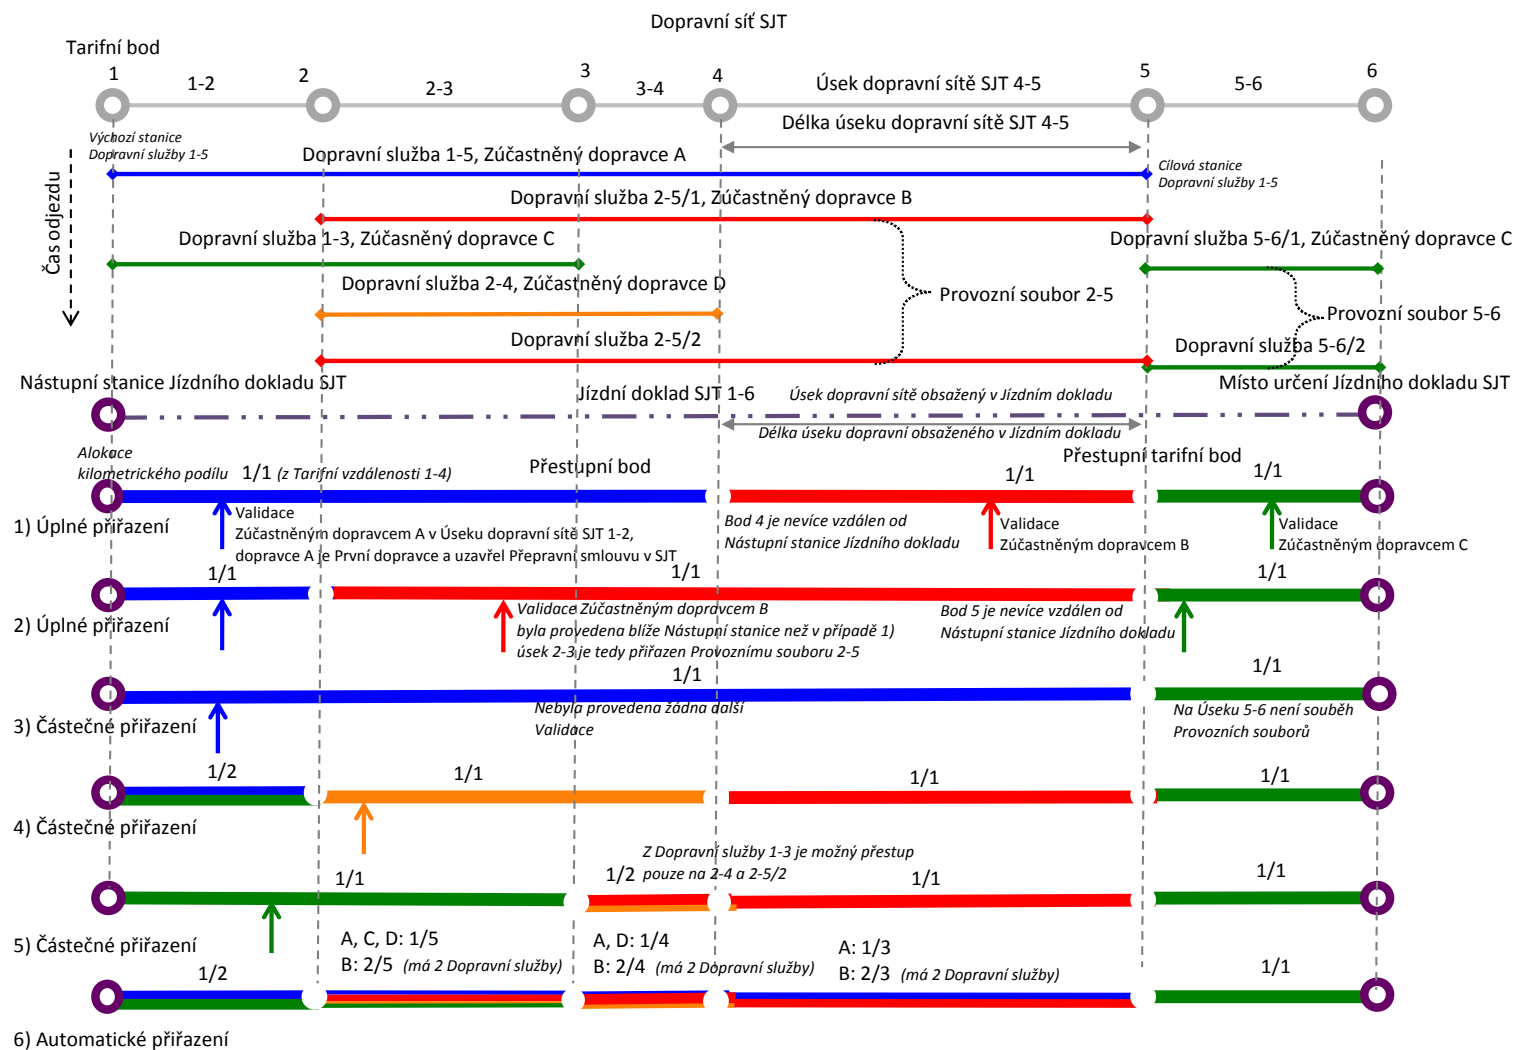 Dopravní síť SJT
Tarifní bod
1
2
3
4
5
6
1-2
2-3
3-4
Úsek dopravní sítě SJT 4-5
5-6
Délka úseku dopravní sítě SJT 4-5
Výchozí stanice
Dopravní služby 1-5
Dopravní služba 1-5, Zúčastněný dopravce A
Cílová stanice
Dopravní služby 1-5
Čas odjezdu
Dopravní služba 2-5/1, Zúčastněný dopravce B
Dopravní služba 1-3, Zúčasněný dopravce C
Dopravní služba 5-6/1, Zúčastněný dopravce C
Dopravní služba 2-4, Zúčastněný dopravce D
Provozní soubor 2-5
Provozní soubor 5-6
Dopravní služba 2-5/2
Dopravní služba 5-6/2
Nástupní stanice Jízdního dokladu SJT
Jízdní doklad SJT 1-6
Úsek dopravní sítě obsažený v Jízdním dokladu
Místo určení Jízdního dokladu SJT
Délka úseku dopravní obsaženého v Jízdním dokladu
Alokace
kilometrického podílu
1/1 (z Tarifní vzdálenosti 1-4)
Přestupní bod
Přestupní tarifní bod
1/1
1/1
1) Úplné přiřazení
Validace
Zúčastněným dopravcem A v Úseku dopravní sítě SJT 1-2,
dopravce A je První dopravce a uzavřel Přepravní smlouvu v SJT
Bod 4 je nevíce vzdálen od
Nástupní stanice Jízdního dokladu
Validace
Zúčastněným dopravcem B
Validace
Zúčastněným dopravcem C
1/1
1/1
1/1
2) Úplné přiřazení
Validace Zúčastněným dopravcem B
byla provedena blíže Nástupní stanice než v případě 1)
úsek 2-3 je tedy přiřazen Provoznímu souboru 2-5
Bod 5 je nevíce vzdálen od
Nástupní stanice Jízdního dokladu
1/1
1/1
3) Částečné přiřazení
Nebyla provedena žádna další
Validace
Na Úseku 5-6 není souběh
Provozních souborů
1/2
1/1
1/1
1/1
4) Částečné přiřazení
Z Dopravní služby 1-3 je možný přestup
pouze na 2-4 a 2-5/2
1/1
1/2
1/1
1/1
5) Částečné přiřazení
A, C, D: 1/5
B: 2/5 (má 2 Dopravní služby)
A, D: 1/4
B: 2/4 (má 2 Dopravní služby)
A: 1/3
B: 2/3 (má 2 Dopravní služby)
1/2
1/1
6) Automatické přiřazení